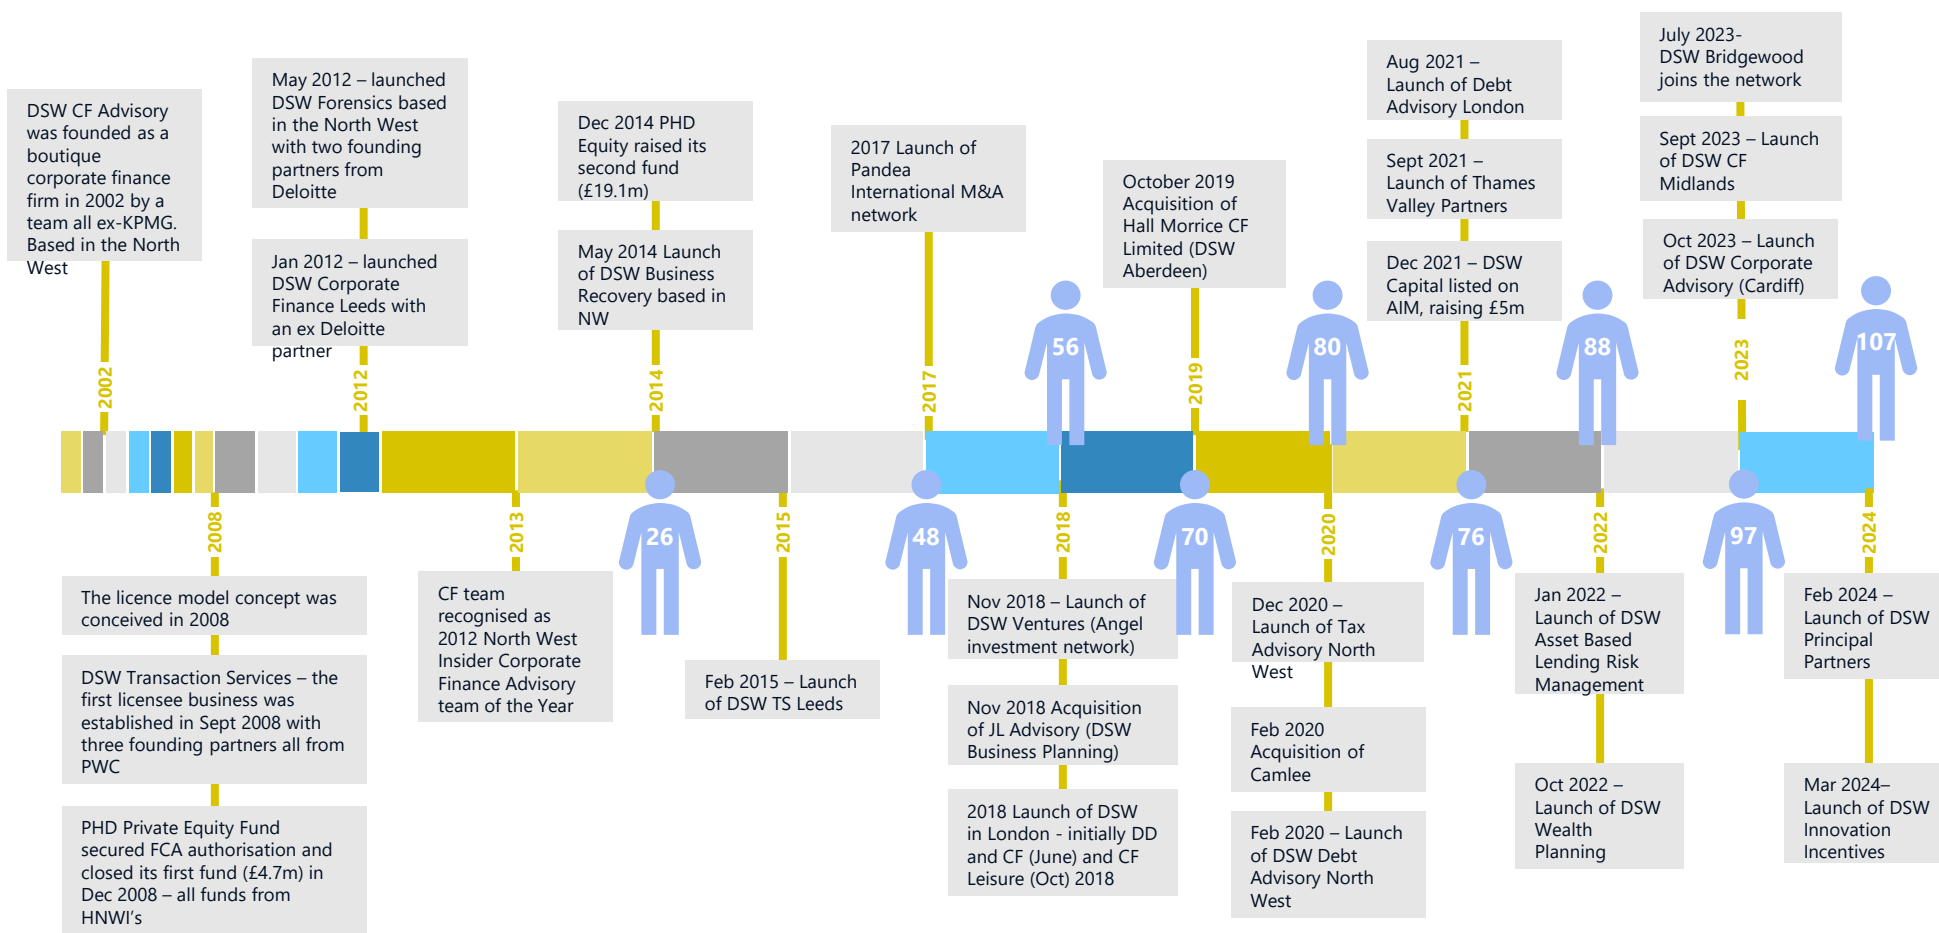 DSW CF Advisory
was founded as a
boutique
corporate finance
firm in 2002 by a
team all ex-KPMG.
Based in the North
West
2002
The licence model concept was
conceived in 2008
DSW Transaction Services – the
first licensee business was
established in Sept 2008 with
three founding partners all from
PWC
PHD Private Equity Fund
secured FCA authorisation and
closed its first fund (£4.7m) in
Dec 2008 – all funds from
HNWI's
2008
May 2012 – launched
DSW Forensics based
in the North West
with two founding
partners from
Deloitte
Jan 2012 – launched
DSW Corporate
Finance Leeds with
an ex Deloitte
partner
2012
2013
CF team
recognised as
2012 North West
Insider Corporate
Finance Advisory
team of the Year
Dec 2014 PHD
Equity raised its
second fund
(£19.1m)
May 2014 Launch
of DSW Business
Recovery based in
NW
2014
26
2015
Feb 2015 – Launch
of DSW TS Leeds
2017 Launch of
Pandea
International M&A
network
2017
48
56
2018
Nov 2018 – Launch of
DSW Ventures (Angel
investment network)
Nov 2018 Acquisition
of JL Advisory (DSW
Business Planning)
2018 Launch of DSW
in London - initially DD
and CF (June) and CF
Leisure (Oct) 2018
October 2019
Acquisition of
Hall Morrice CF
Limited (DSW
Aberdeen)
2019
70
80
2020
Dec 2020 –
Launch of Tax
Advisory North
West
Feb 2020
Acquisition of
Camlee
Feb 2020 – Launch
of DSW Debt
Advisory North
West
Aug 2021 –
Launch of Debt
Advisory London
Sept 2021 –
Launch of Thames
Valley Partners
Dec 2021 – DSW
Capital listed on
AIM, raising £5m
2021
76
88
2022
Jan 2022 –
Launch of DSW
Asset Based
Lending Risk
Management
Oct 2022 –
Launch of DSW
Wealth
Planning
July 2023-
DSW Bridgewood
joins the network
Sept 2023 – Launch
of DSW CF
Midlands
Oct 2023 – Launch
of DSW Corporate
Advisory (Cardiff)
2023
97
107
2024
Feb 2024 –
Launch of DSW
Principal
Partners
Mar 2024–
Launch of DSW
Innovation
Incentives